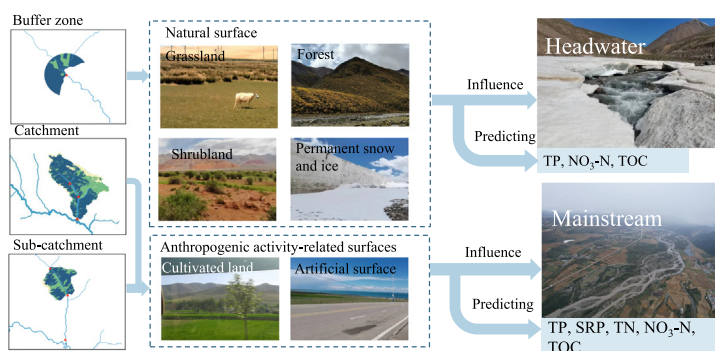 Buffer zone
Catchment
Sub-catchment
Natural surface
Grassland
Forest
Shrubland
Permanent snow
and ice
Anthropogenic activity-related surfaces
Cultivated land
Artificial surface
Influence
Predicting
Headwater
TP, NO₃-N, TOC
Influence
Predicting
Mainstream
TP, SRP, TN, NO₃-N,
TOC